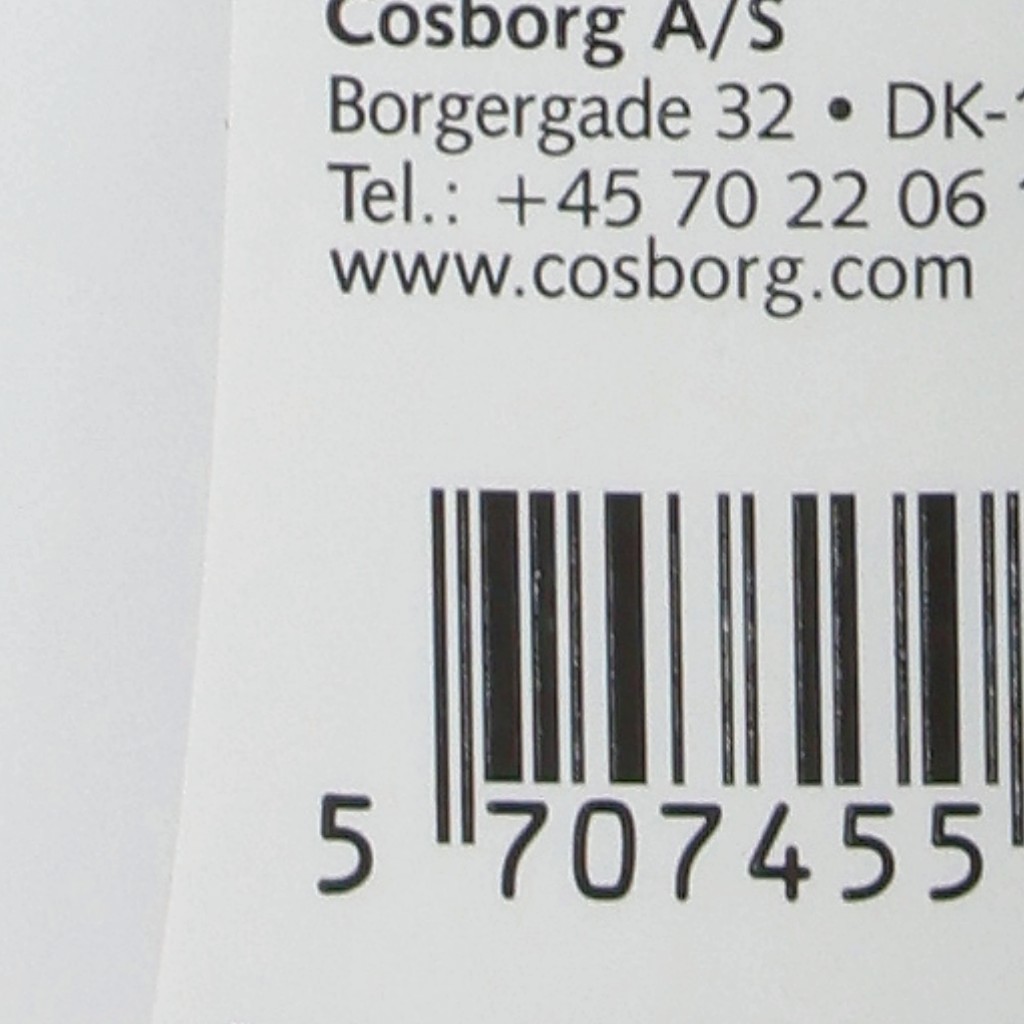 Cosborg A/S
Borgergade 32 • DK-
Tel.: +45 70 22 06
www.cosborg.com
5 707455